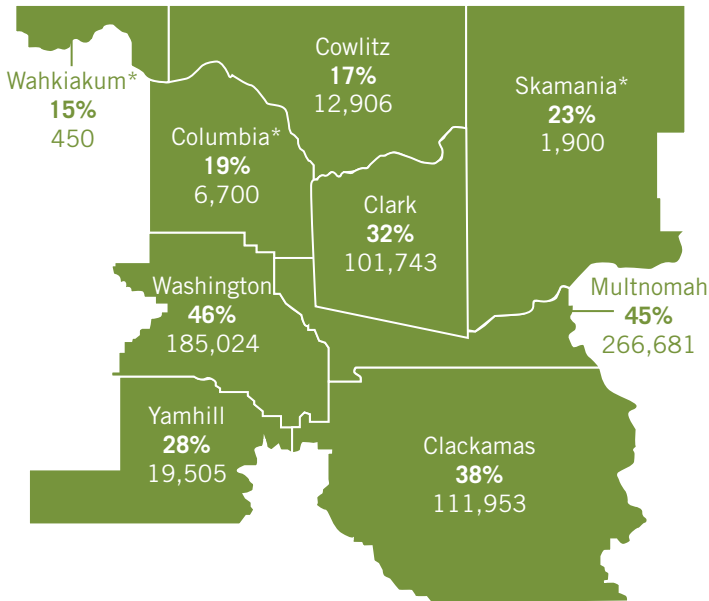 Cowlitz
17%
12,906
Wahkiakum*
15%
450
Skamania*
23%
1,900
Columbia*
19%
6,700
Clark
32%
101,743
Washington
46%
185,024
Multnomah
45%
266,681
Yamhill
28%
19,505
Clackamas
38%
111,953